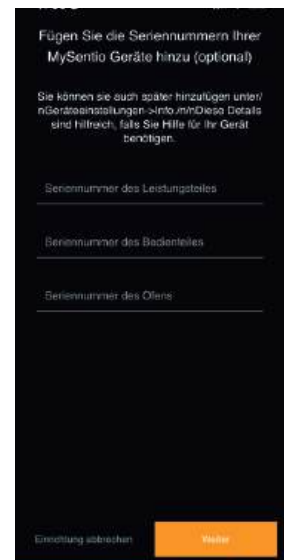 Fügen Sie die Seriennummern Ihrer
MySentio Geräte hinzu (optional)
Sie können sie auch später hinzufügen unter/
nGeräteeinstellungen->Info./n/nDiese Details
sind hilfreich, falls Sie Hilfe für Ihr Gerät
benötigen.
Seriennummer des Leistungsteiles
Seriennummer des Bedienteiles
Seriennummer des Ofens
Einrichtung abbrechen
Weiter